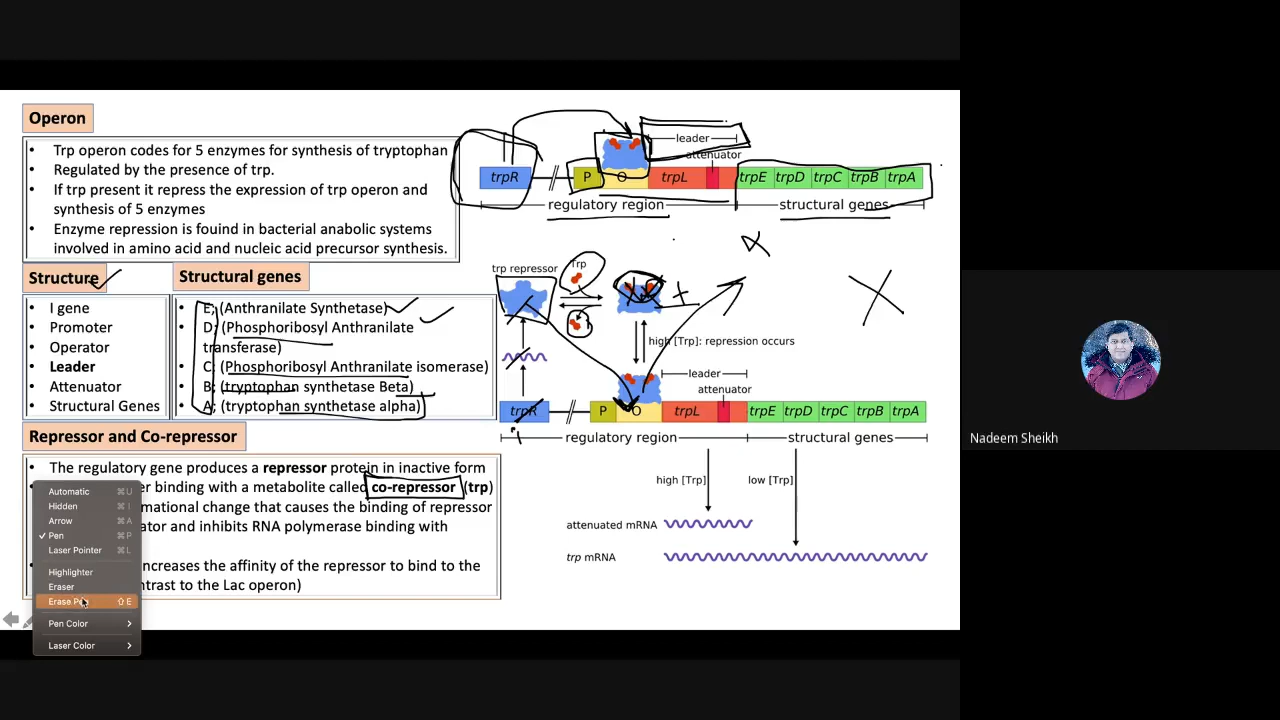 Operon
• Trp operon codes for 5 enzymes for synthesis of tryptophan
• Regulated by the presence of trp.
• If trp present it repress the expression of trp operon and
synthesis of 5 enzymes
• Enzyme repression is fouind in bacterial anabolic systems
involved in amino acid and nucleic acid precursor synthesis.
Structure
• I gene
• Promoter
• Operator
• Leader
• Attenuator
• Structural Genes
Structural genes
• E; (Anthranilate Synthetase)
• D; (Phosphoribosyl Anthranilate
transferase)
• C; (Phosphoribosyl Anthranilate isomerase)
• B; (tryptophan synthetase Beta)
• A; (tryptophan synthetase alpha)
Repressor and Co-repressor
• The regulatory gene produces a repressor protein in inactive form
er binding with a metabolite called co-repressor (trp)
mational change that causes the binding of repressor
ator and inhibits RNA polymerase binding with
ncreases the affinity of the repressor to bind to the
ntrast to the Lac operon)
leader
attenuator
trpR P O trpL trpE trpD trpC trpB trpA
regulatory region structural genes
trp repressor
Trp
high [Trp]: repression occurs
leader
attenuator
trpR P O trpL trpE trpD trpC trpB trpA
regulatory region structural genes
high [Trp] low [Trp]
attenuated mRNA
trp mRNA
Automatic ⌘U
Hidden ⌘I
Arrow ⌘A
✓ Pen ⌘P
Laser Pointer ⌘L
Highlighter
Eraser
Erase Pen ⇧E
Pen Color
Laser Color
Nadeem Sheikh